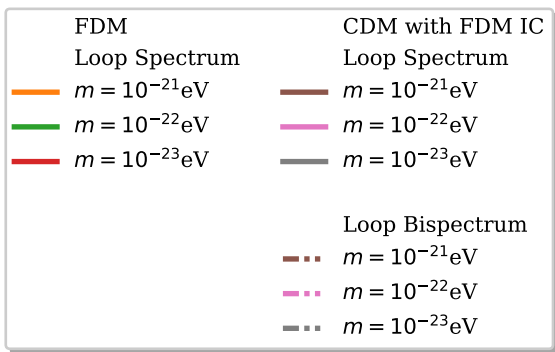 FDM
Loop Spectrum
m = 10⁻²¹eV
m = 10⁻²²eV
m = 10⁻²³eV
CDM with FDM IC
Loop Spectrum
m = 10⁻²¹eV
m = 10⁻²²eV
m = 10⁻²³eV
Loop Bispectrum
m = 10⁻²¹eV
m = 10⁻²²eV
m = 10⁻²³eV